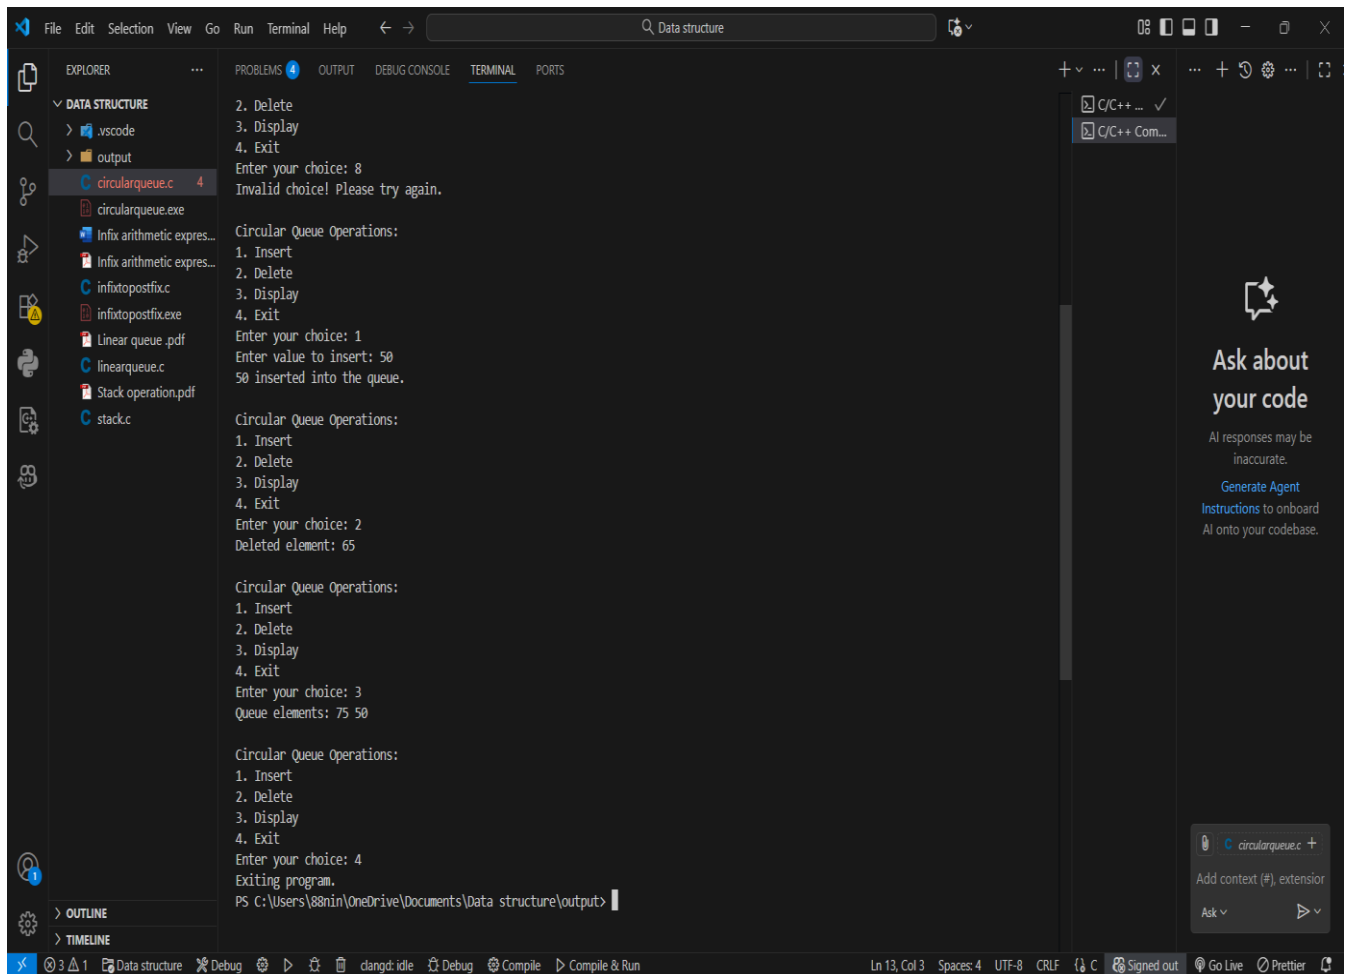 File Edit Selection View Go Run Terminal Help
Data structure
EXPLORER
PROBLEMS 4 OUTPUT DEBUG CONSOLE TERMINAL PORTS
DATA STRUCTURE
.vscode
output
circularqueue.c 4
circularqueue.exe
Infix arithmetic expres...
Infix arithmetic expres...
infixtopostfix.c
infixtopostfix.exe
Linear queue .pdf
linearqueue.c
Stack operation.pdf
stack.c
OUTLINE
TIMELINE
2. Delete
3. Display
4. Exit
Enter your choice: 8
Invalid choice! Please try again.
Circular Queue Operations:
1. Insert
2. Delete
3. Display
4. Exit
Enter your choice: 1
Enter value to insert: 50
50 inserted into the queue.
Circular Queue Operations:
1. Insert
2. Delete
3. Display
4. Exit
Enter your choice: 2
Deleted element: 65
Circular Queue Operations:
1. Insert
2. Delete
3. Display
4. Exit
Enter your choice: 3
Queue elements: 75 50
Circular Queue Operations:
1. Insert
2. Delete
3. Display
4. Exit
Enter your choice: 4
Exiting program.
PS C:\Users\88nin\OneDrive\Documents\Data structure\output>
C/C++ ...
C/C++ Com...
Ask about
your code
AI responses may be
inaccurate.
Generate Agent
Instructions to onboard
AI onto your codebase.
C circularqueue.c +
Add context (#), extension
Ask
1
3 1 Data structure Debug clangd: idle Debug Compile Compile & Run Ln 13, Col 3 Spaces: 4 UTF-8 CRLF C Signed out Go Live Prettier